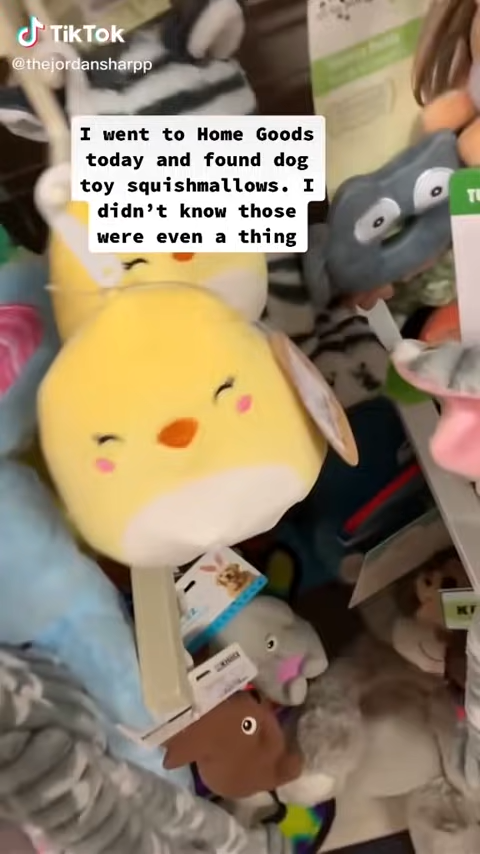 TikTok
@thejordansharpp
I went to Home Goods
today and found dog
toy squishmallows. I
didn't know those
were even a thing